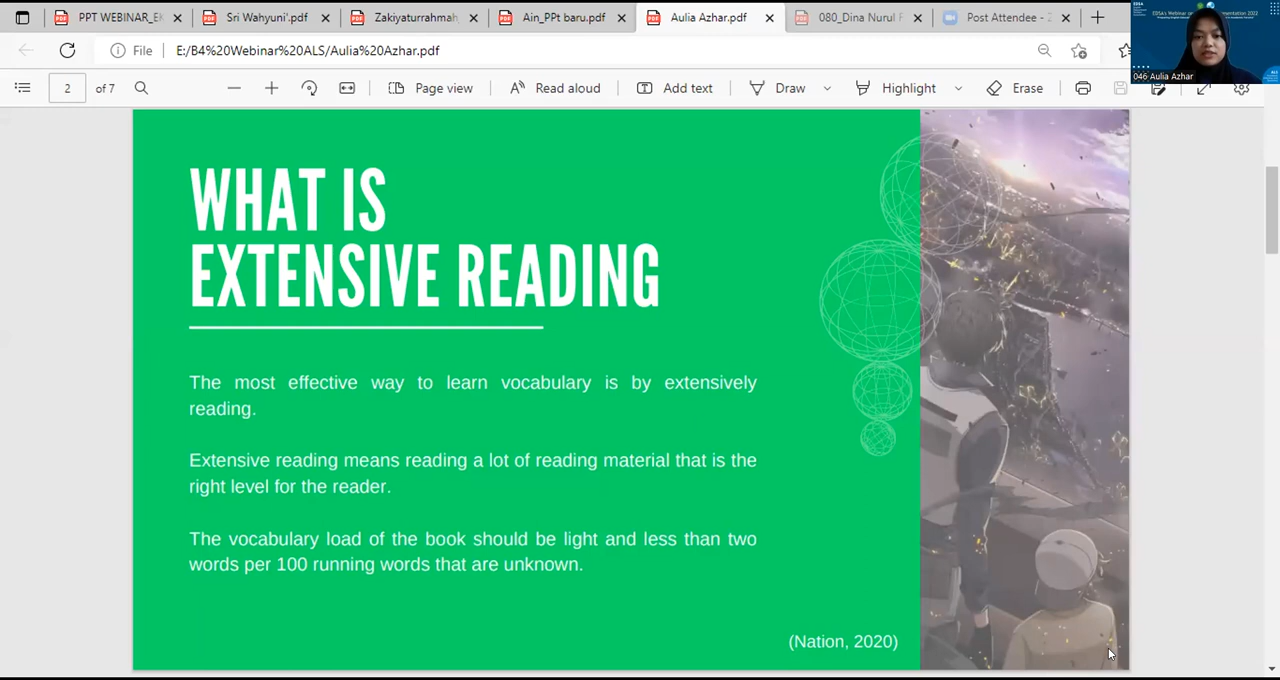 PPT WEBINAR_EK
Sri Wahyuni'.pdf
Zakiyaturrahmah
Ain_PPt baru.pdf
Aulia Azhar.pdf
080_Dina Nurul F
Post Attendee - Z
File
E:/B4%20Webinar%20ALS/Aulia%20Azhar.pdf
2 of 7
Page view
Read aloud
Add text
Draw
Highlight
Erase
046 Aulia Azhar
WHAT IS
EXTENSIVE READING
The most effective way to learn vocabulary is by extensively
reading.
Extensive reading means reading a lot of reading material that is the
right level for the reader.
The vocabulary load of the book should be light and less than two
words per 100 running words that are unknown.
(Nation, 2020)